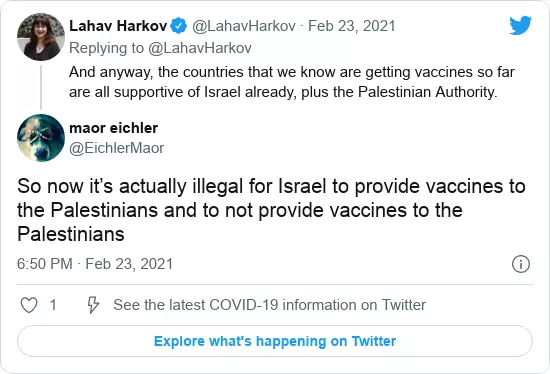 Lahav Harkov @LahavHarkov · Feb 23, 2021
Replying to @LahavHarkov
And anyway, the countries that we know are getting vaccines so far
are all supportive of Israel already, plus the Palestinian Authority.
maor eichler
@EichlerMaor
So now it’s actually illegal for Israel to provide vaccines to
the Palestinians and to not provide vaccines to the
Palestinians
6:50 PM · Feb 23, 2021
1 See the latest COVID-19 information on Twitter
Explore what's happening on Twitter